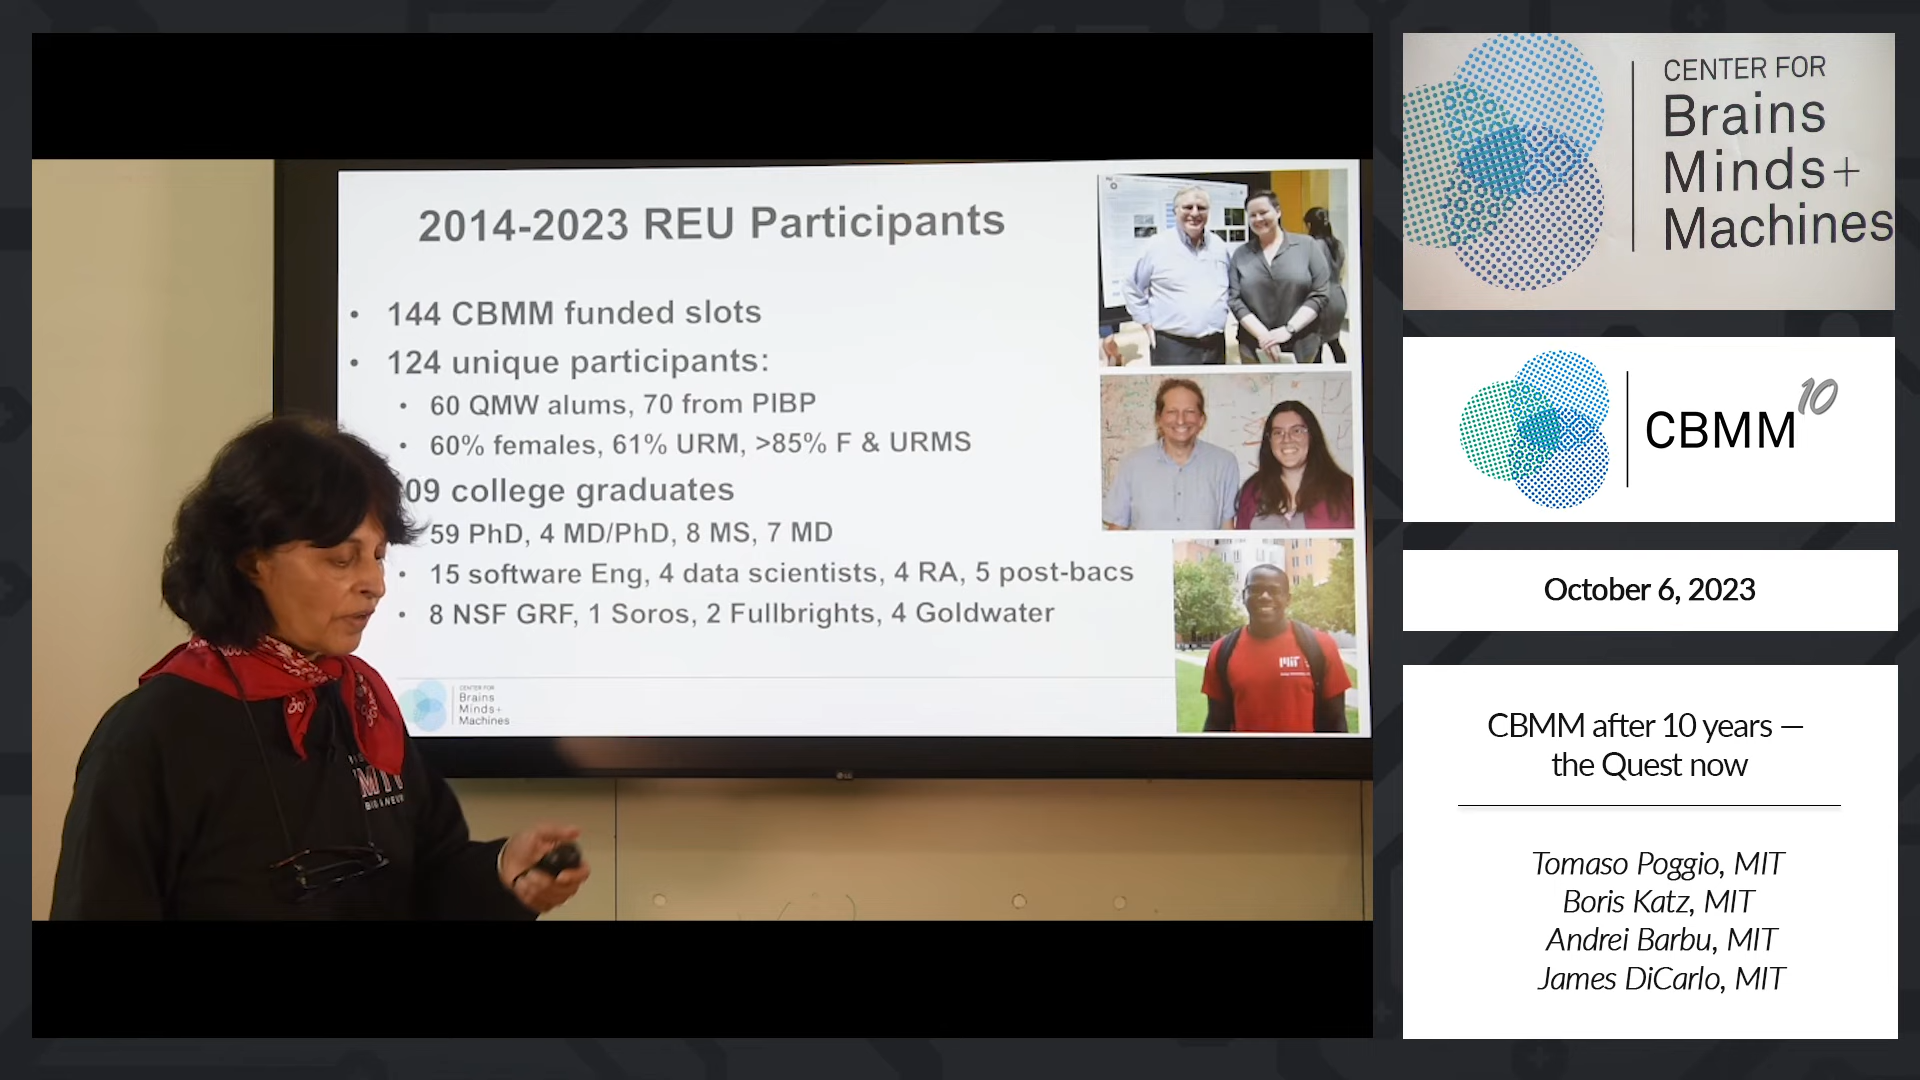 2014-2023 REU Participants
• 144 CBMM funded slots
• 124 unique participants:
• 60 QMW alums, 70 from PIBP
• 60% females, 61% URM, >85% F & URMS
09 college graduates
59 PhD, 4 MD/PhD, 8 MS, 7 MD
• 15 software Eng, 4 data scientists, 4 RA, 5 post-bacs
• 8 NSF GRF, 1 Soros, 2 Fullbrights, 4 Goldwater
CENTER FOR
Brains
Minds+
Machines
MIT
MIT
LG
CENTER FOR
Brains
Minds+
Machines
CBMM10
October 6, 2023
CBMM after 10 years —
the Quest now
Tomaso Poggio, MIT
Boris Katz, MIT
Andrei Barbu, MIT
James DiCarlo, MIT